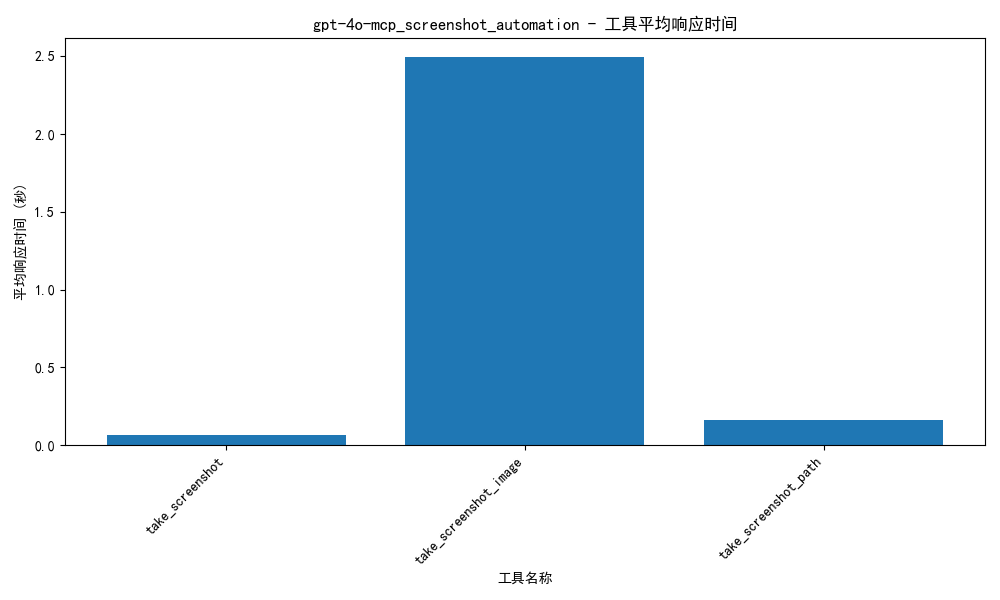 gpt-4o-mcp_screenshot_automation - 工具平均响应时间
平均响应时间 (秒)
2.5
2.0
1.5
1.0
0.5
0.0
take_screenshot
take_screenshot_image
take_screenshot_path
工具名称